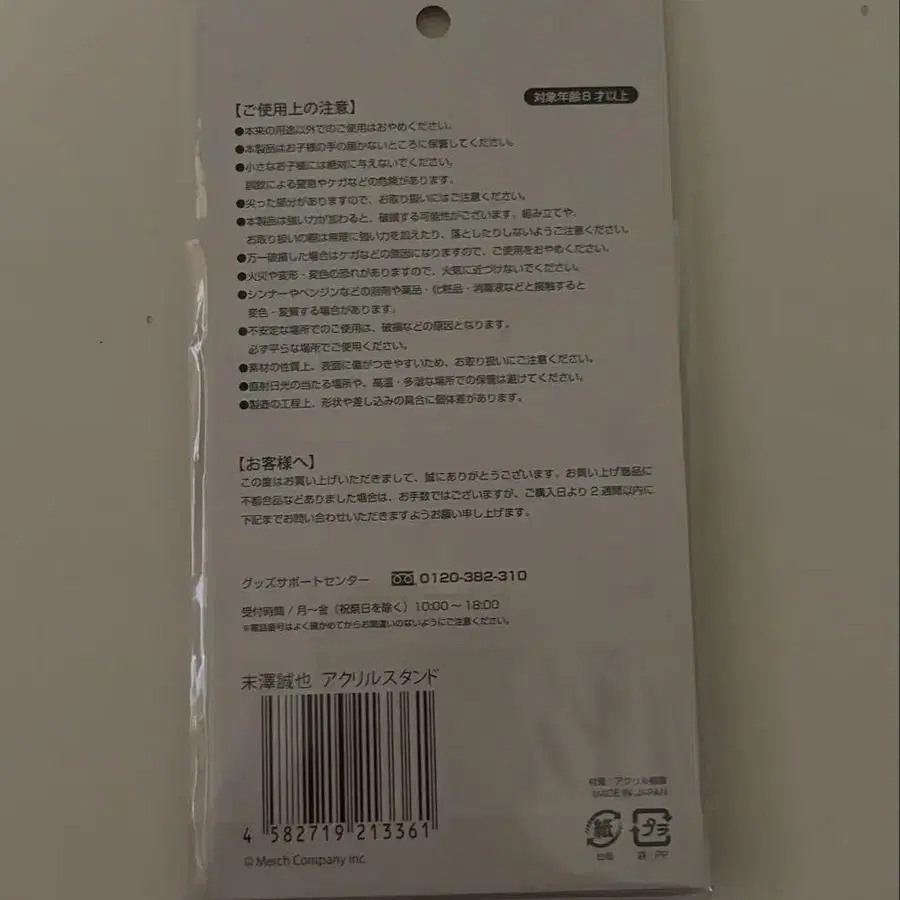 【ご使用上の注意】
対象年齢8才以上
●本来の用途以外でのご使用はおやめください。
●本製品はお子様の手の届かないところに保管してください。
●小さなお子様には絶対に与えないでください。
誤飲による窒息やケガなどの危険があります。
●尖った部分がありますので、お取り扱いにはご注意ください。
●本製品は強い力が加わると、破損する可能性がございます。組み立てや、
お取り扱いの際は無理に強い力を加えたり、落としたりしないようご注意ください。
●万一破損した場合はケガなどの原因になりますので、ご使用をおやめください。
●火災や変形・変色の恐れがありますので、火気に近づけないでください。
●シンナーやベンジンなどの溶剤や薬品・化粧品・消毒液などと接触すると
変色・変質する場合があります。
●不安定な場所でのご使用は、破損などの原因となります。
必ず平らな場所でご使用ください。
●素材の性質上、表面に傷がつきやすいため、お取り扱いにご注意ください。
●直射日光の当たる場所や、高温・多湿な場所での保管は避けてください。
●製造の工程上、形状や差し込みの具合に個体差があります。
【お客様へ】
この度はお買い上げいただきまして、誠にありがとうございます。お買い上げ商品に
不都合品などありました場合は、お手数ではございますが、ご購入日より2週間以内に
下記までお問い合わせいただきますようお願い申し上げます。
グッズサポートセンター 0120-382-310
受付時間/月〜金(祝祭日を除く)10:00〜18:00
※電話番号はよく確かめてからお間違いのないようにご注意ください。
末澤誠也 アクリルスタンド
4 582719 213361
© Merch Company inc.
材質:アクリル樹脂
MADE IN JAPAN
紙 プラ
台紙 袋:PP